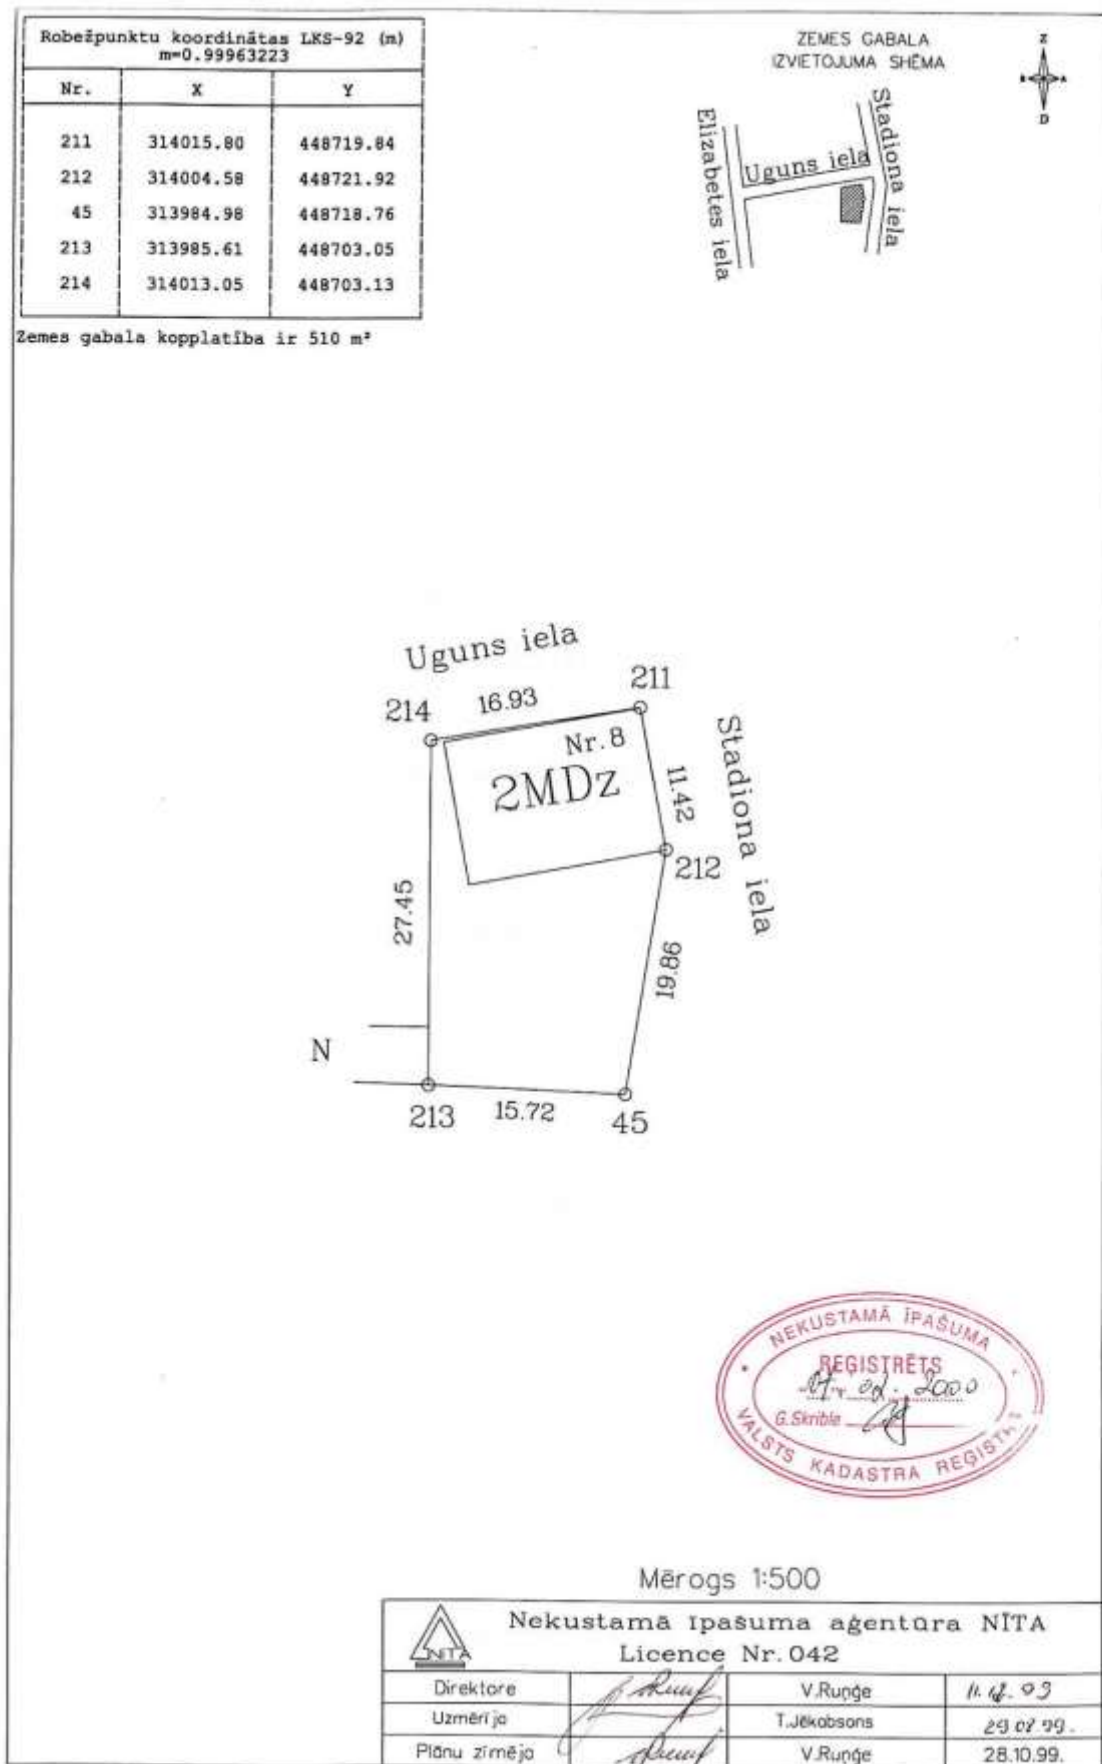 Robežpunktu koordinātas LKS-92 (m)
m=0.99963223
Nr. X Y
211 314015.80 448719.84
212 314004.58 448721.92
45 313984.98 448718.76
213 313985.61 448703.05
214 314013.05 448703.13
Zemes gabala kopplatība ir 510 m²
ZEMES GABALA
IZVIETOJUMA SHĒMA
Z
R A
D
Elizabetes iela
Uguns iela
Stadiona iela
Uguns iela
214
16.93
211
Nr. 8
2MDz
11.42
Stadiona iela
212
27.45
19.86
N
213
15.72
45
NEKUSTAMĀ ĪPAŠUMA
REĢISTRĒTS
2000
G. Skrible
VALSTS KADASTRA REĢISTRĀ
Mērogs 1:500
NĪTA
Nekustamā īpašuma aģentūra NĪTA
Licence Nr. 042
Direktore V.Ruņģe
Uzmērīja T.Jēkabsons
Plānu zīmēja V.Ruņģe 28.10.99.